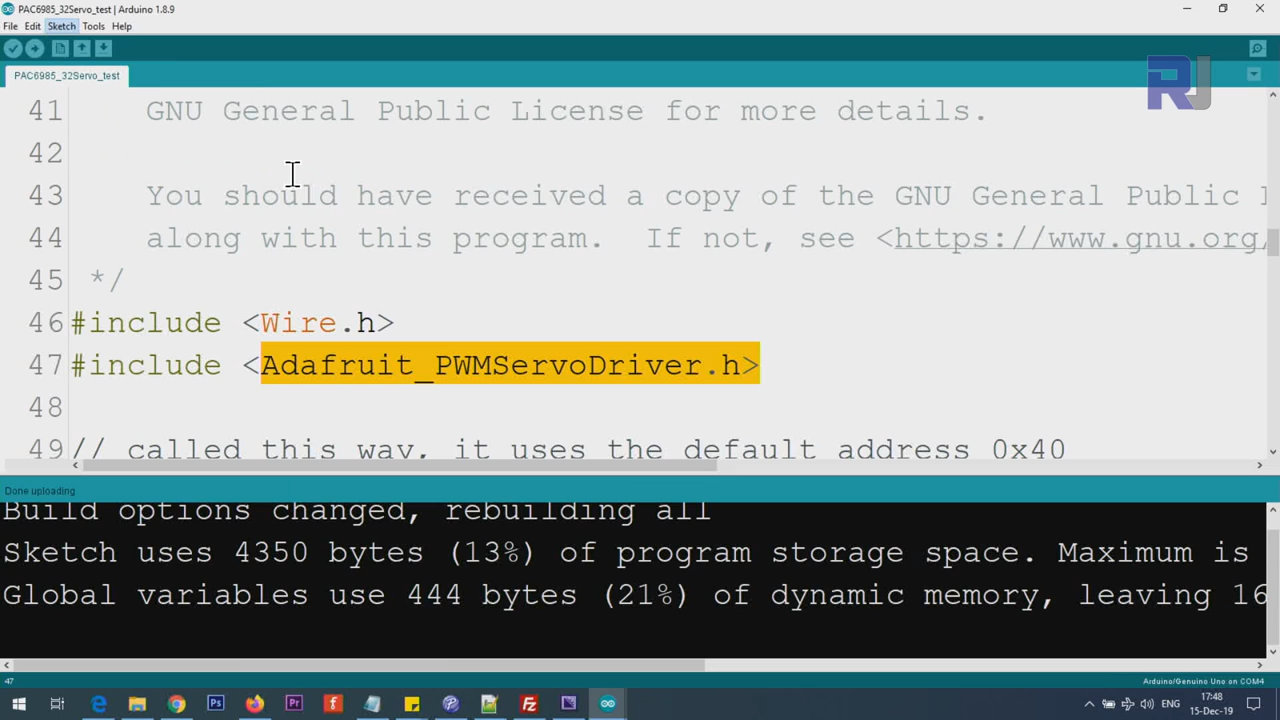 PAC6985_32Servo_test | Arduino 1.8.9
File Edit Sketch Tools Help
PAC6985_32Servo_test
RJ
41 GNU General Public License for more details.
42
43 You should have received a copy of the GNU General Public
44 along with this program. If not, see <https://www.gnu.org/
45 */
46 #include <Wire.h>
47 #include <Adafruit_PWMServoDriver.h>
48
49 // called this way, it uses the default address 0x40
Done uploading
Build options changed, rebuilding all
Sketch uses 4350 bytes (13%) of program storage space. Maximum is
Global variables use 444 bytes (21%) of dynamic memory, leaving 16
47 Arduino/Genuino Uno on COM4
Ps Pr f FZ ENG 17:48
15-Dec-19